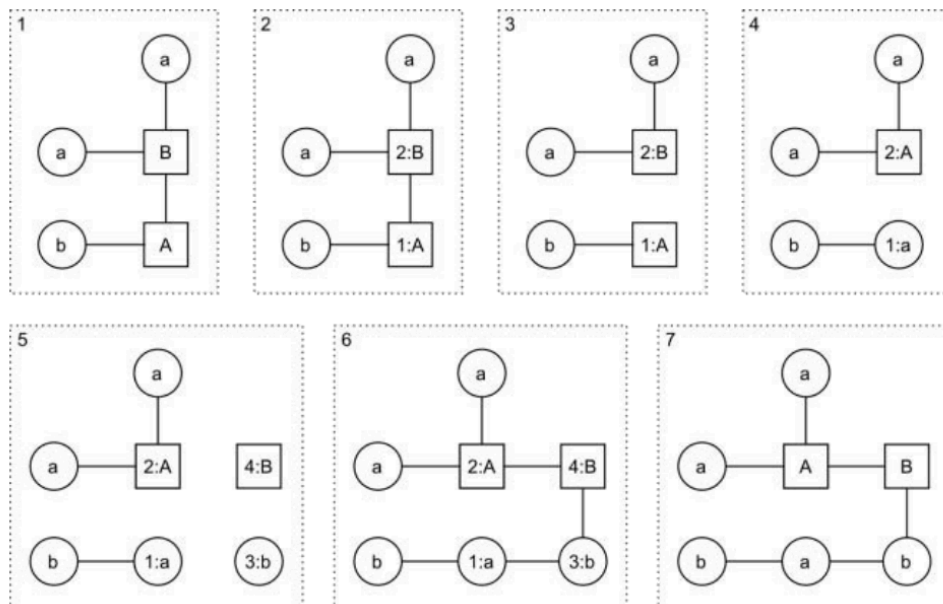 1 2 3 4
a a a a
a B a 2:B a 2:B a 2:A
b A b 1:A b 1:A b 1:a
5 6 7
a a a
a 2:A 4:B a 2:A 4:B a A B
b 1:a 3:b b 1:a 3:b b a b